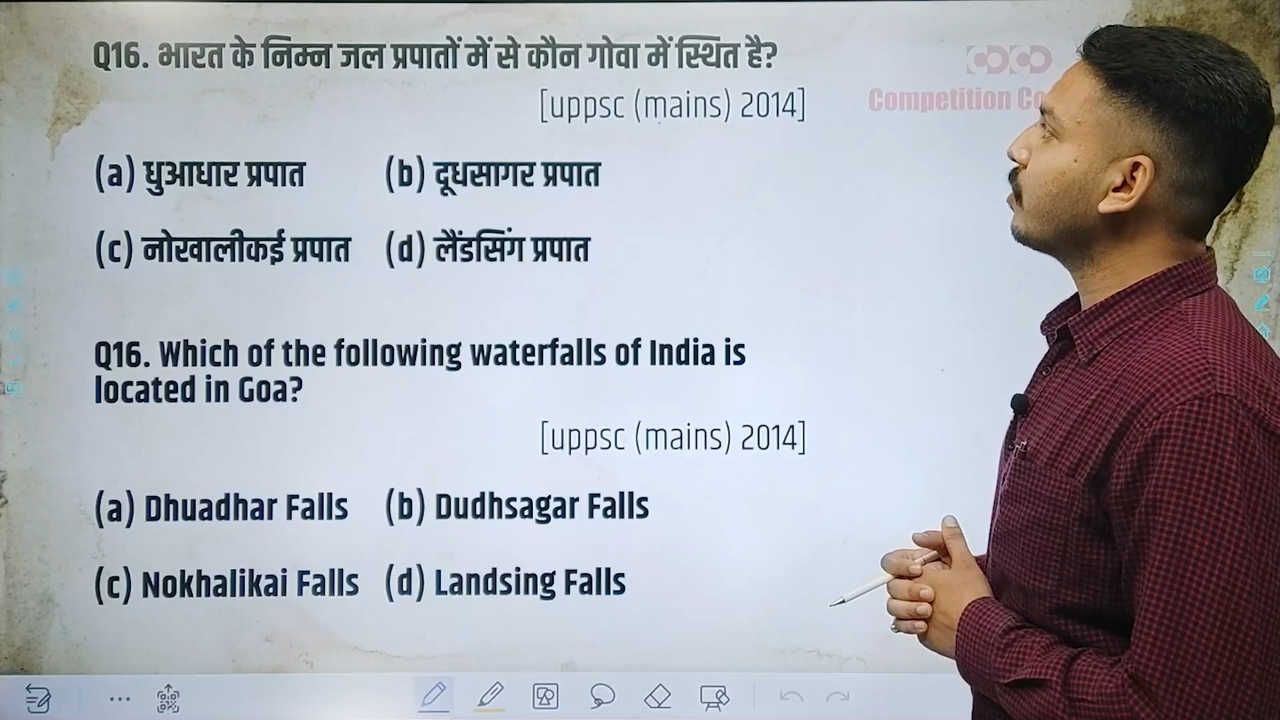 Q16. भारत के निम्न जल प्रपातों में से कौन गोवा में स्थित है?
[uppsc (mains) 2014]
Competition
(a) धुआधार प्रपात (b) दूधसागर प्रपात
(c) नोखालीकई प्रपात (d) लैंडसिंग प्रपात
Q16. Which of the following waterfalls of India is
located in Goa?
[uppsc (mains) 2014]
(a) Dhuadhar Falls (b) Dudhsagar Falls
(c) Nokhalikai Falls (d) Landsing Falls